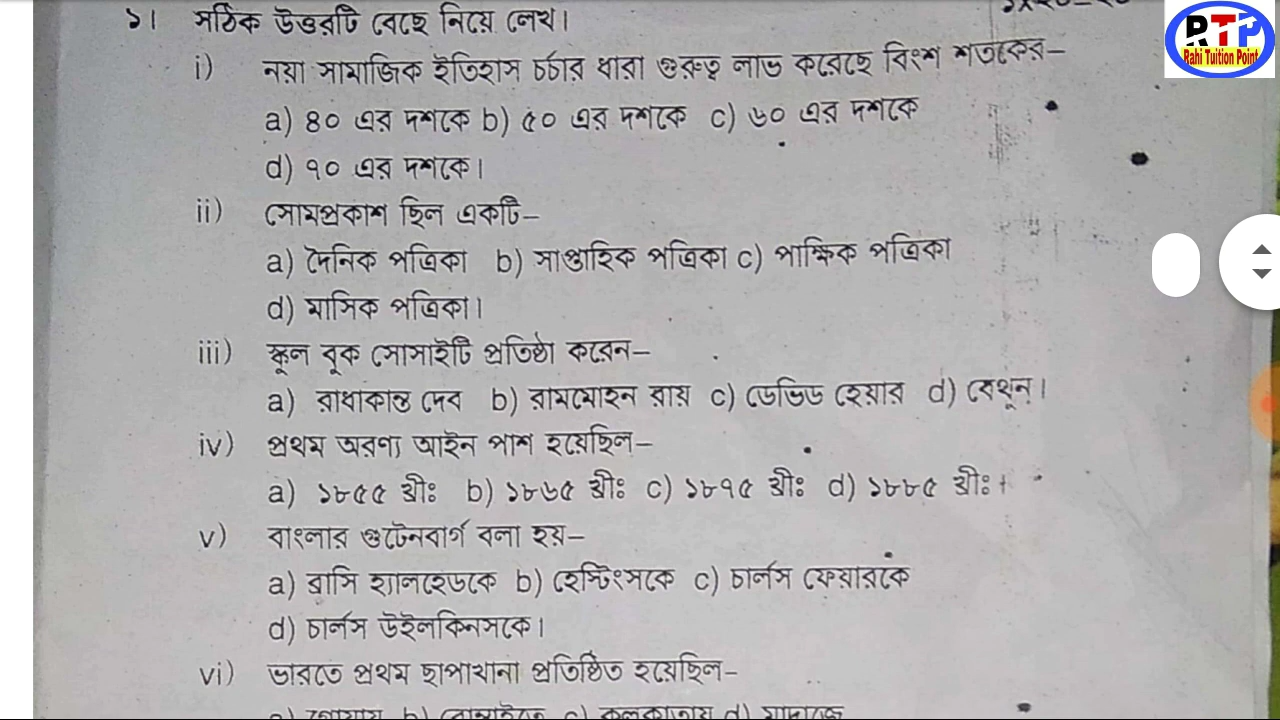 ১। সঠিক উত্তরটি বেছে নিয়ে লেখ।
i) নয়া সামাজিক ইতিহাস চর্চার ধারা গুরুত্ব লাভ করেছে বিংশ শতকের–
a) ৪০ এর দশকে b) ৫০ এর দশকে c) ৬০ এর দশকে
d) ৭০ এর দশকে।
ii) সোমপ্রকাশ ছিল একটি–
a) দৈনিক পত্রিকা b) সাপ্তাহিক পত্রিকা c) পাক্ষিক পত্রিকা
d) মাসিক পত্রিকা।
iii) স্কুল বুক সোসাইটি প্রতিষ্ঠা করেন–
a) রাধাকান্ত দেব b) রামমোহন রায় c) ডেভিড হেয়ার d) বেথুন।
iv) প্রথম অরণ্য আইন পাশ হয়েছিল–
a) ১৮৫৫ খ্রীঃ b) ১৮৬৫ খ্রীঃ c) ১৮৭৫ খ্রীঃ d) ১৮৮৫ খ্রীঃ।
v) বাংলার গুটেনবার্গ বলা হয়–
a) ব্রাসি হ্যালহেডকে b) হেস্টিংসকে c) চার্লস ফেয়ারকে
d) চার্লস উইলকিনসকে।
vi) ভারতে প্রথম ছাপাখানা প্রতিষ্ঠিত হয়েছিল–
a) গোয়ায় b) বোম্বাইতে c) কলকাতায় d) মাদ্রাজে
RTP
Rahi Tuition Point